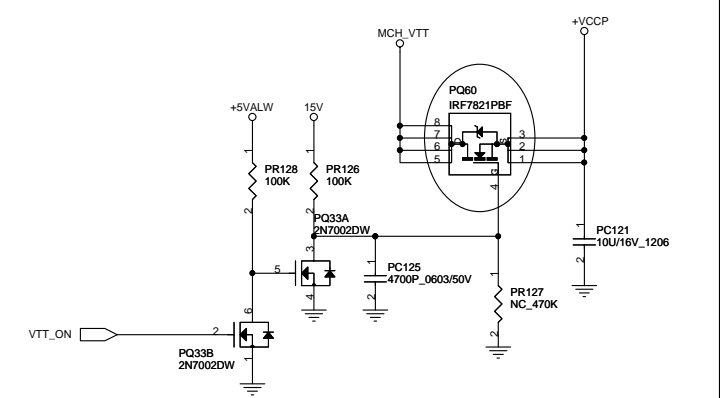 +VCCP
MCH_VTT
PQ60
IRF7821PBF
+5VALW
15V
8
7
6
5
D
S
G
3
2
1
4
1
PR128
100K
2
1
PR126
100K
2
PQ33A
2N7002DW
3
5
4
1
PC125
4700P_0603/50V
2
1
PR127
NC_470K
2
1
PC121
10U/16V_1206
2
6
VTT_ON
2
1
PQ33B
2N7002DW